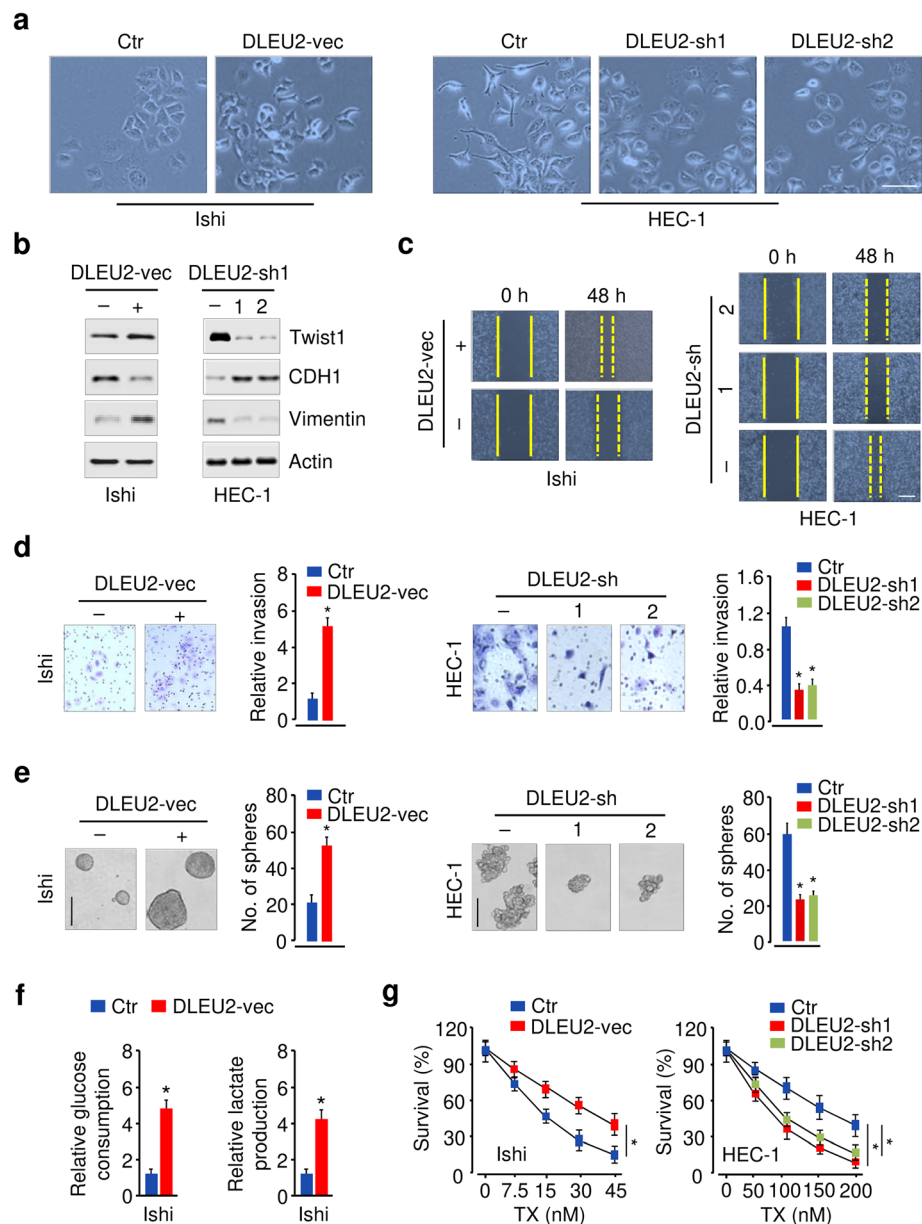 a
Ctr DLEU2-vec Ctr DLEU2-sh1 DLEU2-sh2
Ishi HEC-1
b
DLEU2-vec DLEU2-sh1
− + − 1 2
Twist1
CDH1
Vimentin
Actin
Ishi HEC-1
c
0 h 48 h
DLEU2-vec
+
−
Ishi
0 h 48 h
DLEU2-sh
2
1
−
HEC-1
d
DLEU2-vec
− +
Ishi
Relative invasion
8
6
4
2
0
Ctr
DLEU2-vec
*
DLEU2-sh
− 1 2
HEC-1
Relative invasion
1.6
1.2
0.8
0.4
0.0
Ctr
DLEU2-sh1
DLEU2-sh2
* *
e
DLEU2-vec
− +
Ishi
No. of spheres
80
60
40
20
0
Ctr
DLEU2-vec
*
DLEU2-sh
− 1 2
HEC-1
No. of spheres
80
60
40
20
0
Ctr
DLEU2-sh1
DLEU2-sh2
* *
f
Ctr DLEU2-vec
Relative glucose
consumption
8
6
4
2
0
*
Ishi
Relative lactate
production
8
6
4
2
0
*
Ishi
g
Ctr
DLEU2-vec
Survival (%)
120
90
60
30
0
*
Ishi
0 7.5 15 30 45
TX (nM)
Ctr
DLEU2-sh1
DLEU2-sh2
Survival (%)
120
90
60
30
0
* *
HEC-1
0 50 100 150 200
TX (nM)